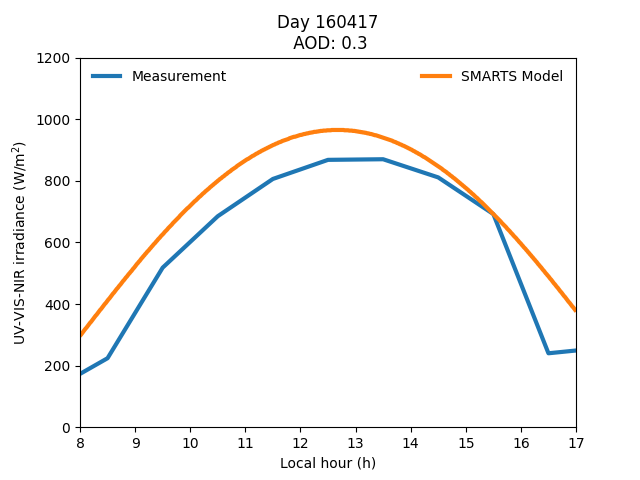 Day 160417
AOD: 0.3
Measurement
SMARTS Model
UV-VIS-NIR irradiance (W/m²)
1200
1000
800
600
400
200
0
8 9 10 11 12 13 14 15 16 17
Local hour (h)